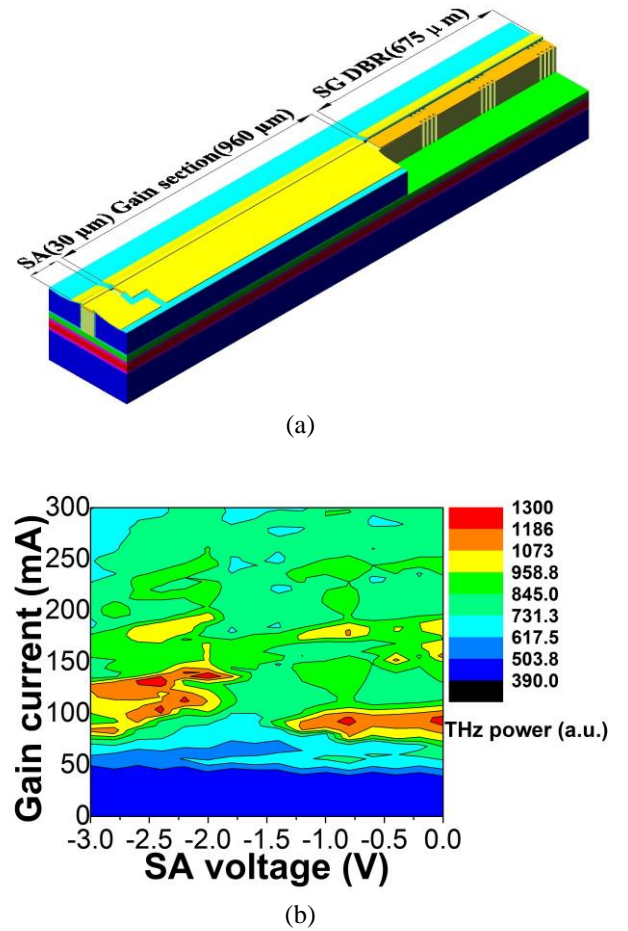 SG DBR(675 μm)
SA(30 μm) Gain section(960 μm)
(a)
300
250
200
150
100
50
0
Gain current (mA)
-3.0 -2.5 -2.0 -1.5 -1.0 -0.5 0.0
SA voltage (V)
1300
1186
1073
958.8
845.0
731.3
617.5
503.8
390.0
THz power (a.u.)
(b)